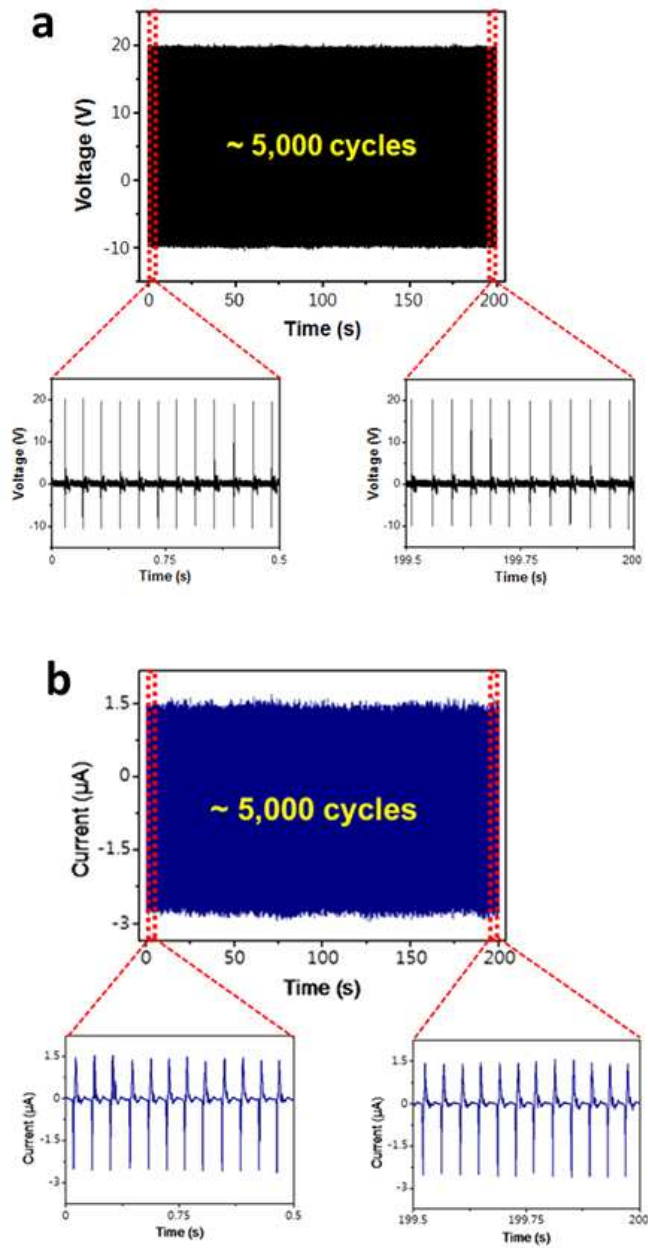 a
Voltage (V)
20
10
0
-10
~ 5,000 cycles
0 50 100 150 200
Time (s)
Voltage (V)
20
10
0
-10
0 0.75 0.5
Time (s)
Voltage (V)
20
10
0
-10
199.5 199.75 200
Time (s)
b
Current (µA)
1.5
0
-1.5
-3
~ 5,000 cycles
0 50 100 150 200
Time (s)
Current (µA)
1.5
0
-1.5
-3
0 0.75 0.5
Time (s)
Current (µA)
1.5
0
-1.5
-3
199.5 199.75 200
Time (s)